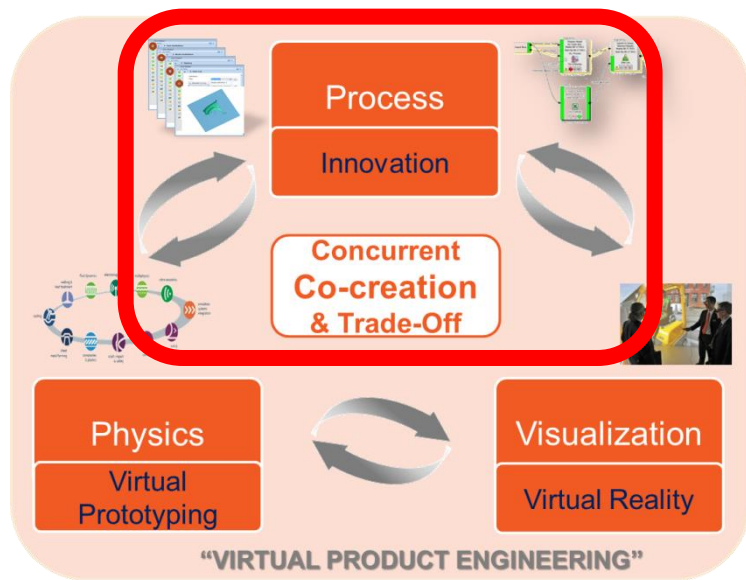 Process
Innovation
Concurrent
Co-creation
& Trade-Off
Physics
Virtual
Prototyping
Visualization
Virtual Reality
“VIRTUAL PRODUCT ENGINEERING”